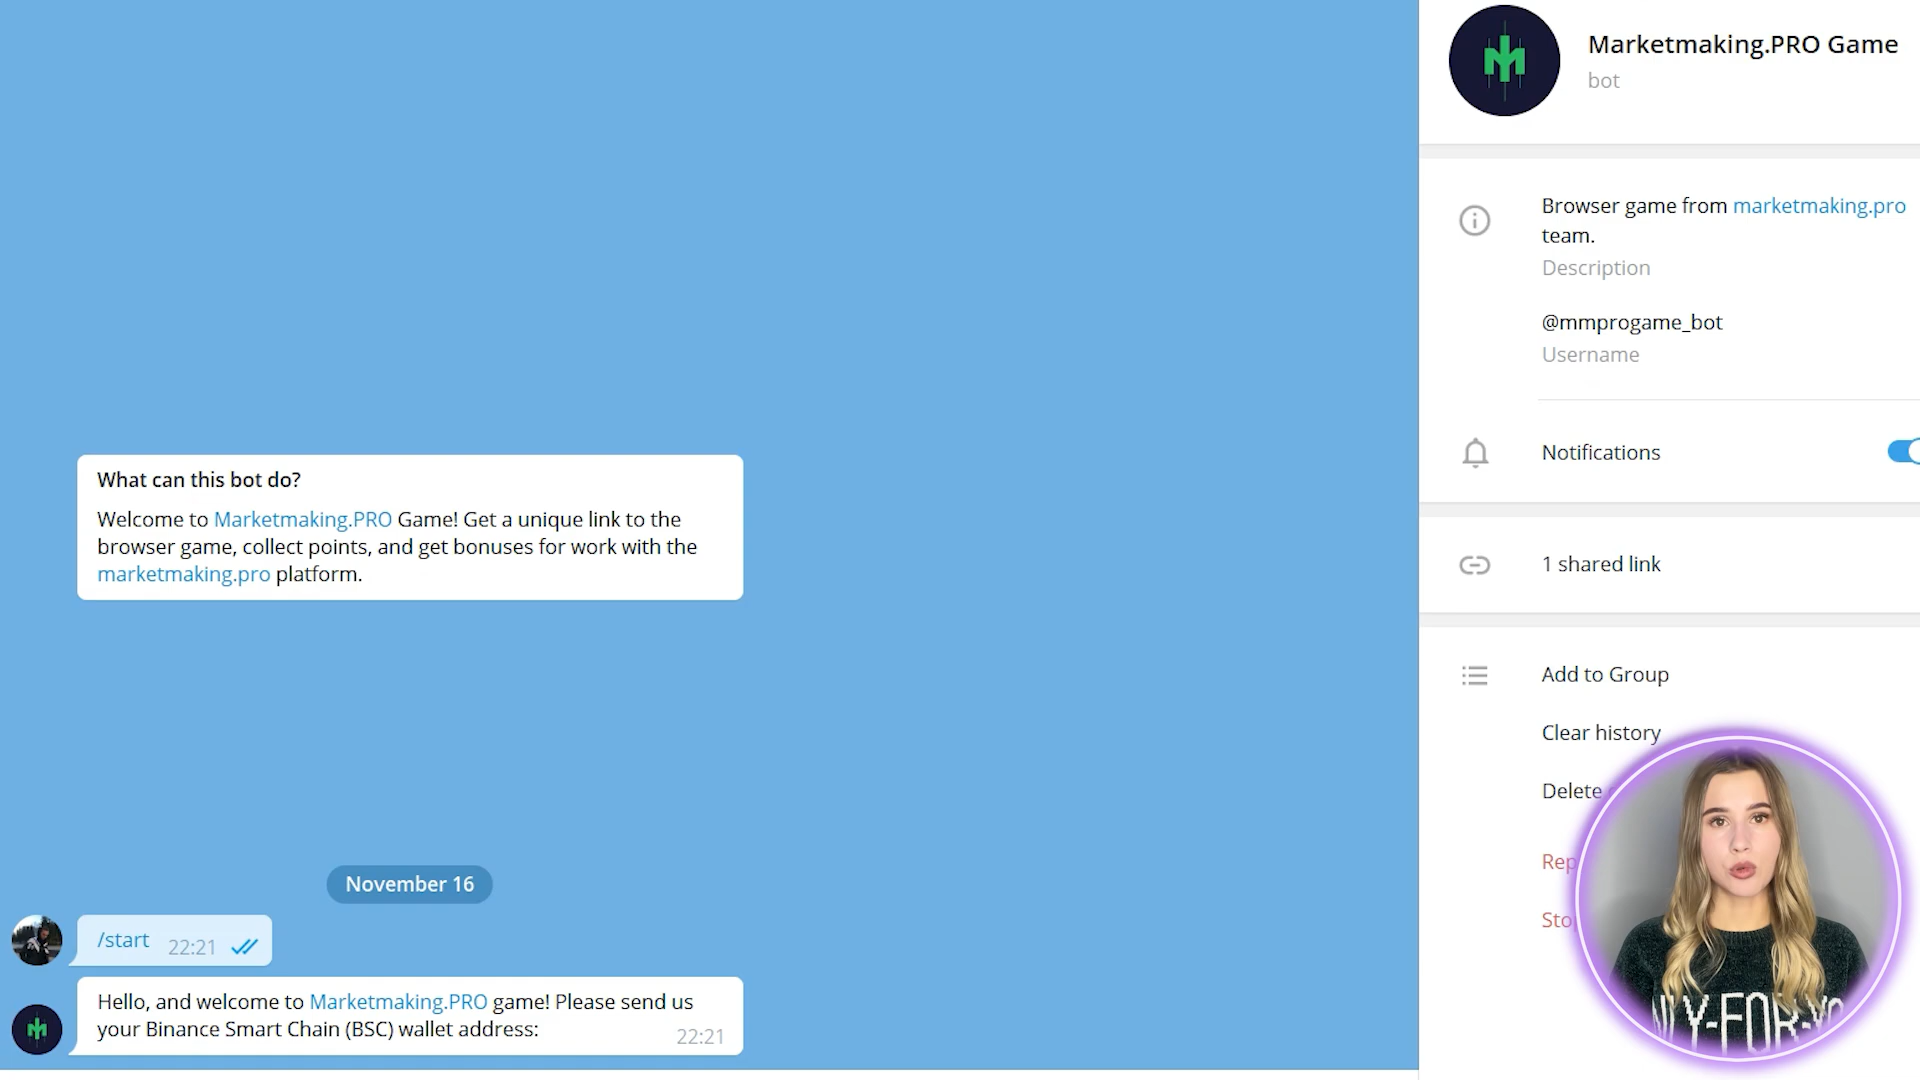 Marketmaking.PRO Game
bot
Browser game from marketmaking.pro
team.
Description
@mmprogame_bot
Username
Notifications
1 shared link
Add to Group
Clear history
Delete
What can this bot do?
Welcome to Marketmaking.PRO Game! Get a unique link to the
browser game, collect points, and get bonuses for work with the
marketmaking.pro platform.
November 16
/start 22:21
Hello, and welcome to Marketmaking.PRO game! Please send us
your Binance Smart Chain (BSC) wallet address:
22:21